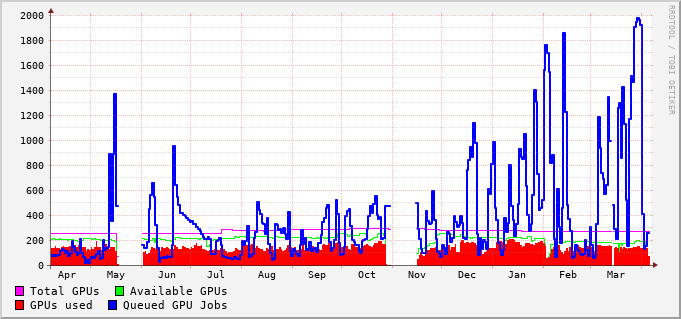 2000
1800
1600
1400
1200
1000
800
600
400
200
0
Apr May Jun Jul Aug Sep Oct Nov Dec Jan Feb Mar
Total GPUs Available GPUs
GPUs used Queued GPU Jobs
RRDTOOL / TOBI OETIKER